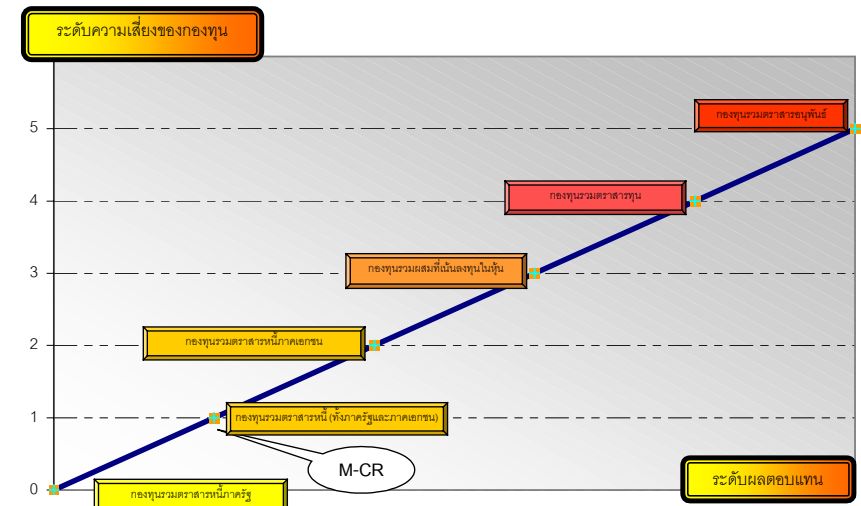 ระดับความเสี่ยงของกองทุน
5
กองทุนรวมตราสารอนุพันธ์
4
กองทุนรวมตราสารทุน
3
กองทุนรวมผสมที่เน้นลงทุนในหุ้น
2
กองทุนรวมตราสารหนี้ภาคเอกชน
1
กองทุนรวมตราสารหนี้ (ทั้งภาครัฐและภาคเอกชน)
M-CR
ระดับผลตอบแทน
0
กองทุนรวมตราสารหนี้ภาครัฐ